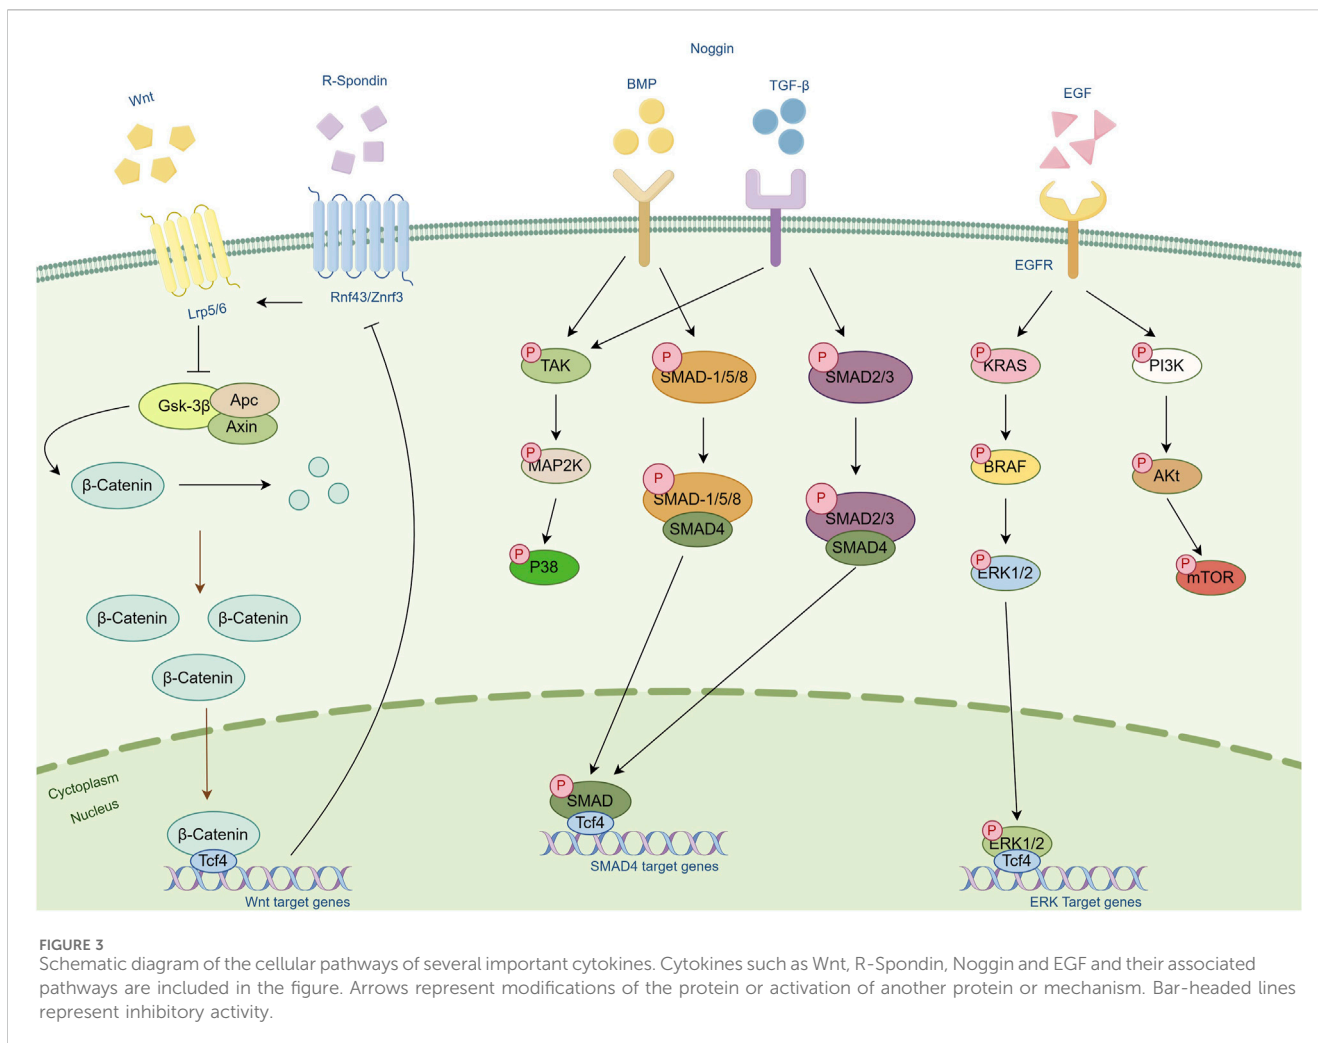 Noggin
Wnt
R-Spondin
BMP
TGF-β
EGF
EGFR
Lrp5/6
Rnf43/Znrf3
Gsk-3β
Apc
Axin
β-Catenin
β-Catenin
β-Catenin
β-Catenin
β-Catenin
Tcf4
Wnt target genes
P
TAK
P
MAP2K
P
P38
P
SMAD-1/5/8
P
SMAD-1/5/8
SMAD4
P
SMAD2/3
P
SMAD2/3
SMAD4
P
SMAD
Tcf4
SMAD4 target genes
P
KRAS
P
BRAF
P
ERK1/2
P
ERK1/2
Tcf4
ERK Target genes
P
PI3K
P
AKt
P
mTOR
Cyctoplasm
Nucleus
FIGURE 3
Schematic diagram of the cellular pathways of several important cytokines. Cytokines such as Wnt, R-Spondin, Noggin and EGF and their associated
pathways are included in the figure. Arrows represent modifications of the protein or activation of another protein or mechanism. Bar-headed lines
represent inhibitory activity.